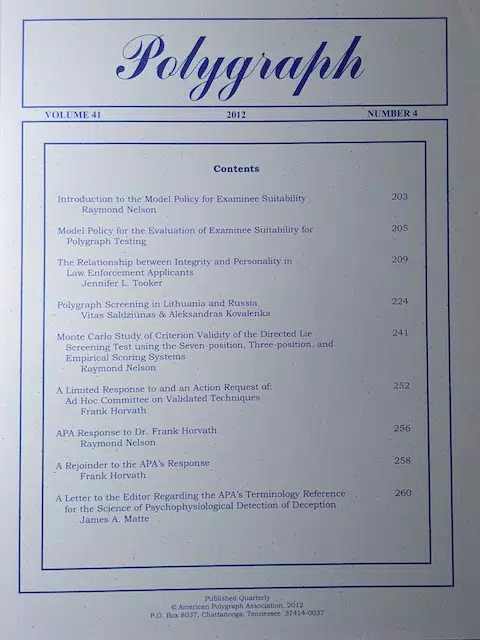 Polygraph
VOLUME 41 2012 NUMBER 4
Contents
Introduction to the Model Policy for Examinee Suitability 203
Raymond Nelson
Model Policy for the Evaluation of Examinee Suitability for 205
Polygraph Testing
The Relationship between Integrity and Personality in 209
Law Enforcement Applicants
Jennifer L. Tooker
Polygraph Screening in Lithuania and Russia 224
Vitas Saldžiūnas & Aleksandras Kovalenka
Monte Carlo Study of Criterion Validity of the Directed Lie 241
Screening Test using the Seven-position, Three-position, and
Empirical Scoring Systems
Raymond Nelson
A Limited Response to and an Action Request of: 252
Ad Hoc Committee on Validated Techniques
Frank Horvath
APA Response to Dr. Frank Horvath 256
Raymond Nelson
A Rejoinder to the APA's Response 258
Frank Horvath
A Letter to the Editor Regarding the APA's Terminology Reference 260
for the Science of Psychophysiological Detection of Deception
James A. Matte
Published Quarterly
© American Polygraph Association, 2012
P.O. Box 8037, Chattanooga, Tennessee 37414-0037